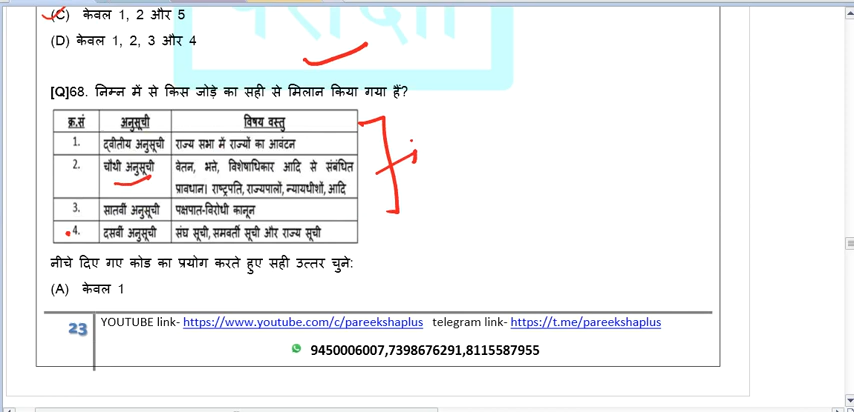 (C) केवल 1, 2 और 5
(D) केवल 1, 2, 3 और 4
[Q]68. निम्न में से किस जोड़े का सही से मिलान किया गया हैं?
क्र.सं अनुसूची विषय वस्तु
1. द्वीतीय अनुसूची राज्य सभा में राज्यों का आवंटन
2. चौथी अनुसूची वेतन, भत्ते, विशेषाधिकार आदि से संबंधित
प्रावधान। राष्ट्रपति, राज्यपालों, न्यायधीशों, आदि
3. सातवीं अनुसूची पक्षपात-विरोधी कानून
4. दसवीं अनुसूची संघ सूची, समवर्ती सूची और राज्य सूची
नीचे दिए गए कोड का प्रयोग करते हुए सही उत्तर चुने:
(A) केवल 1
23 YOUTUBE link- https://www.youtube.com/c/pareekshaplus telegram link- https://t.me/pareekshaplus
9450006007,7398676291,8115587955